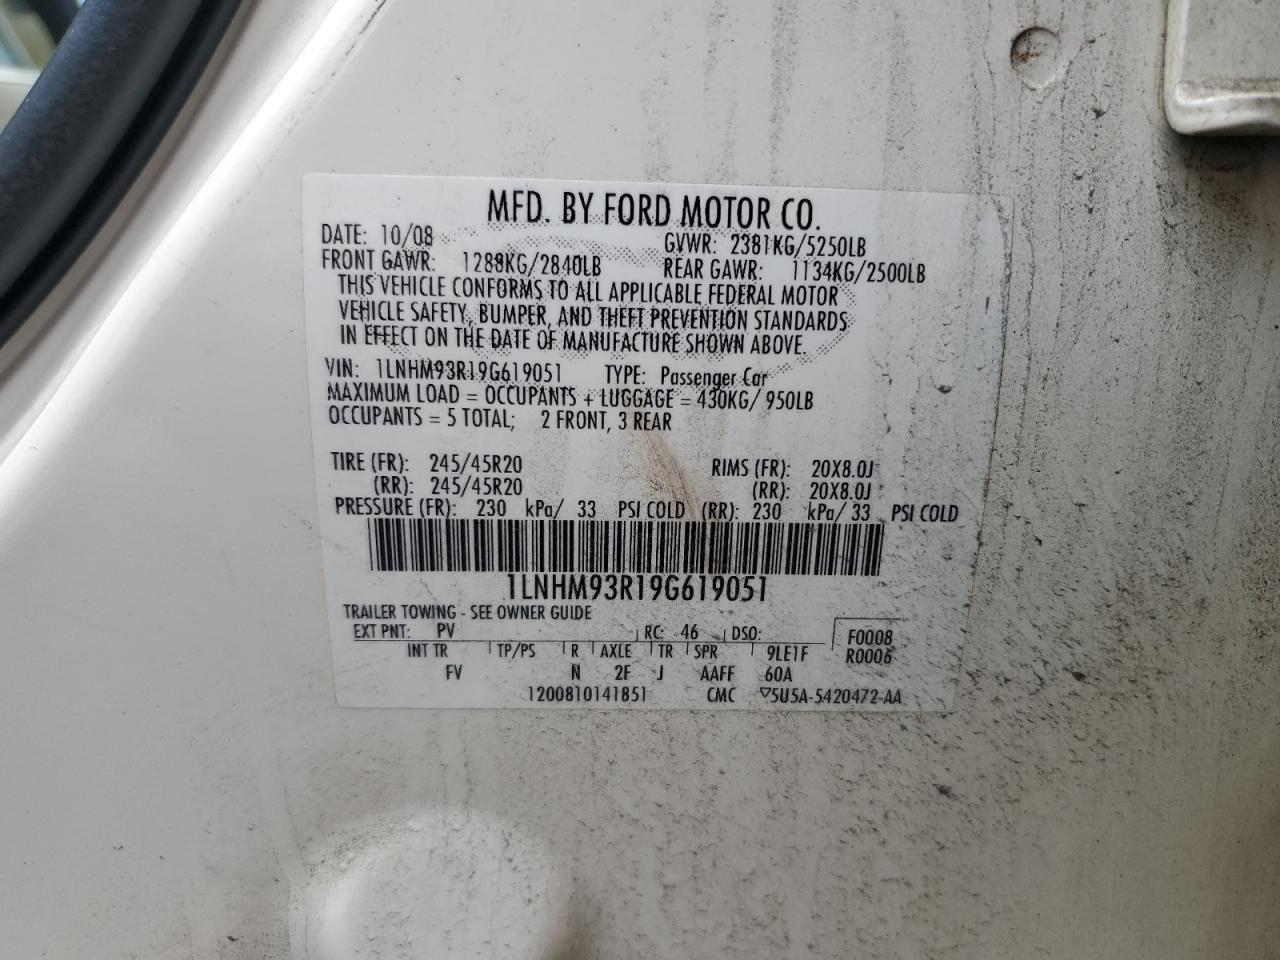 MFD. BY FORD MOTOR CO.
DATE: 10/08 GVWR: 2381KG/5250LB
FRONT GAWR: 1288KG/2840LB REAR GAWR: 1134KG/2500LB
THIS VEHICLE CONFORMS TO ALL APPLICABLE FEDERAL MOTOR
VEHICLE SAFETY, BUMPER, AND THEFT PREVENTION STANDARDS
IN EFFECT ON THE DATE OF MANUFACTURE SHOWN ABOVE.
VIN: 1LNHM93R19G619051 TYPE: Passenger Car
MAXIMUM LOAD = OCCUPANTS + LUGGAGE = 430KG/ 950LB
OCCUPANTS = 5 TOTAL; 2 FRONT, 3 REAR
TIRE (FR): 245/45R20 RIMS (FR): 20X8.0J
(RR): 245/45R20 (RR): 20X8.0J
PRESSURE (FR): 230 kPa/ 33 PSI COLD (RR): 230 kPa/ 33 PSI COLD
1LNHM93R19G619051
TRAILER TOWING - SEE OWNER GUIDE
EXT PNT: PV RC: 46 DSO: F0008
INT TR TP/PS R AXLE TR SPR 9LE1F R0006
FV N 2F J AAFF 60A
1200810141851 CMC ▽5U5A-5420472-AA